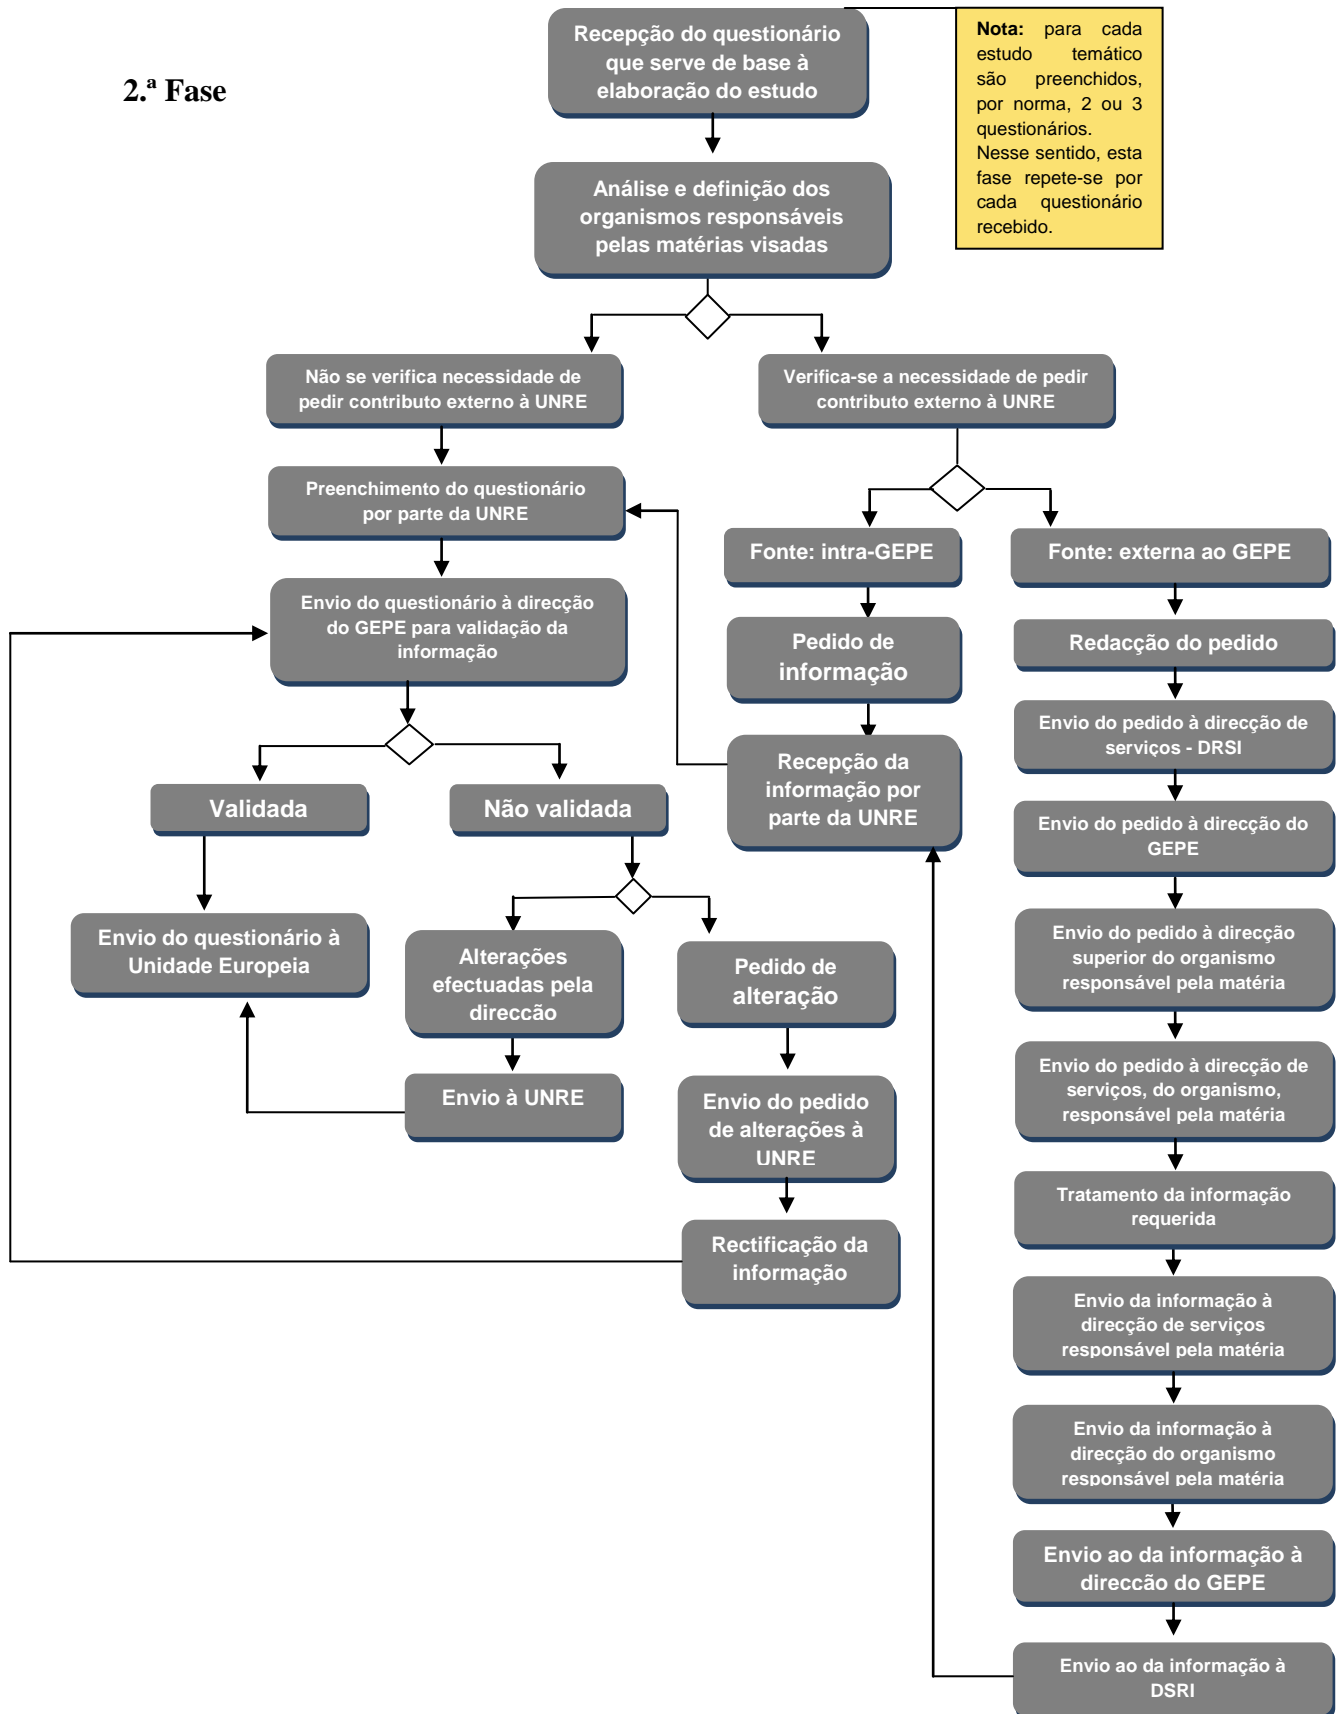 2.ª Fase
Recepção do questionário
que serve de base à
elaboração do estudo
Nota: para cada
estudo temático
são preenchidos,
por norma, 2 ou 3
questionários.
Nesse sentido, esta
fase repete-se por
cada questionário
recebido.
Análise e definição dos
organismos responsáveis
pelas matérias visadas
Não se verifica necessidade de
pedir contributo externo à UNRE
Verifica-se a necessidade de pedir
contributo externo à UNRE
Preenchimento do questionário
por parte da UNRE
Fonte: intra-GEPE
Fonte: externa ao GEPE
Envio do questionário à direcção
do GEPE para validação da
informação
Pedido de
informação
Redacção do pedido
Envio do pedido à direcção de
serviços - DRSI
Recepção da
informação por
parte da UNRE
Validada
Não validada
Envio do pedido à direcção do
GEPE
Envio do questionário à
Unidade Europeia
Alterações
efectuadas pela
direcção
Pedido de
alteração
Envio do pedido à direcção
superior do organismo
responsável pela matéria
Envio à UNRE
Envio do pedido
de alterações à
UNRE
Envio do pedido à direcção de
serviços, do organismo,
responsável pela matéria
Tratamento da informação
requerida
Rectificação da
informação
Envio da informação à
direcção de serviços
responsável pela matéria
Envio da informação à
direcção do organismo
responsável pela matéria
Envio ao da informação à
direcção do GEPE
Envio ao da informação à
DSRI